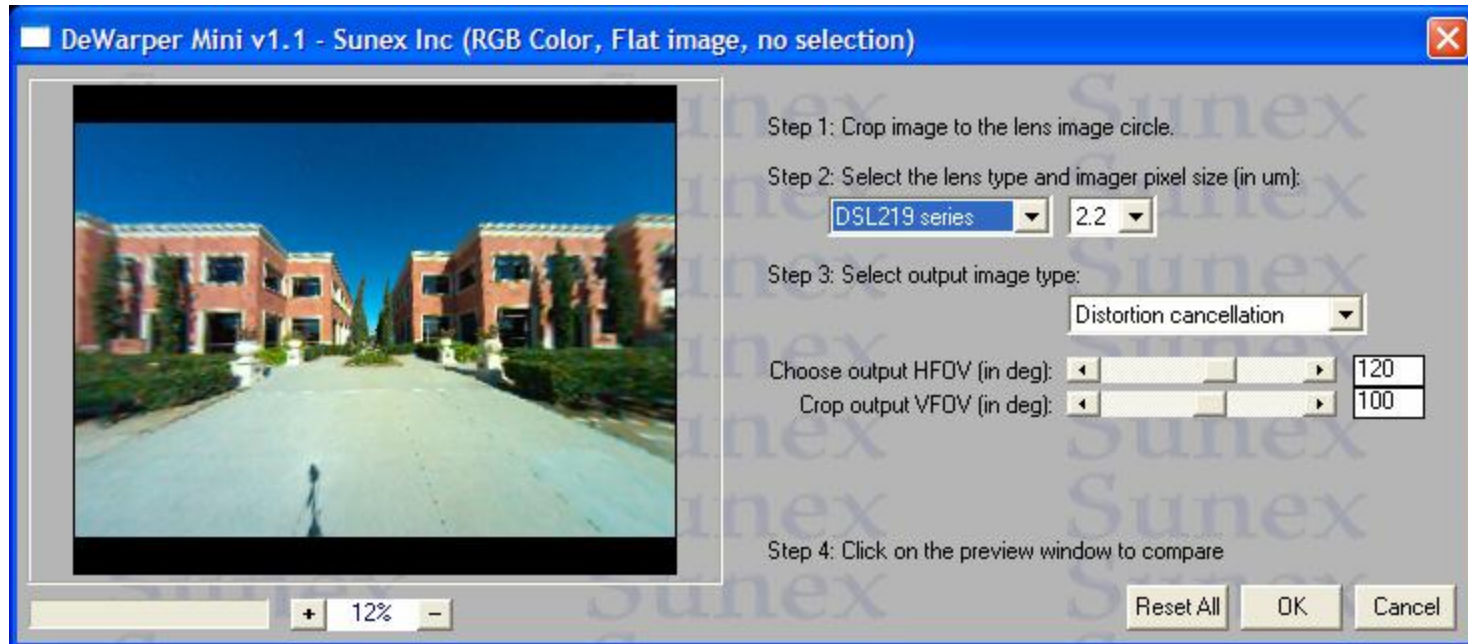 DeWarper Mini v1.1 - Sunex Inc (RGB Color, Flat image, no selection)
Step 1: Crop image to the lens image circle.
Step 2: Select the lens type and imager pixel size (in um):
DSL219 series 2.2
Step 3: Select output image type:
Distortion cancellation
Choose output HFOV (in deg): 120
Crop output VFOV (in deg): 100
Step 4: Click on the preview window to compare
+ 12% -
Reset All OK Cancel
Sunex